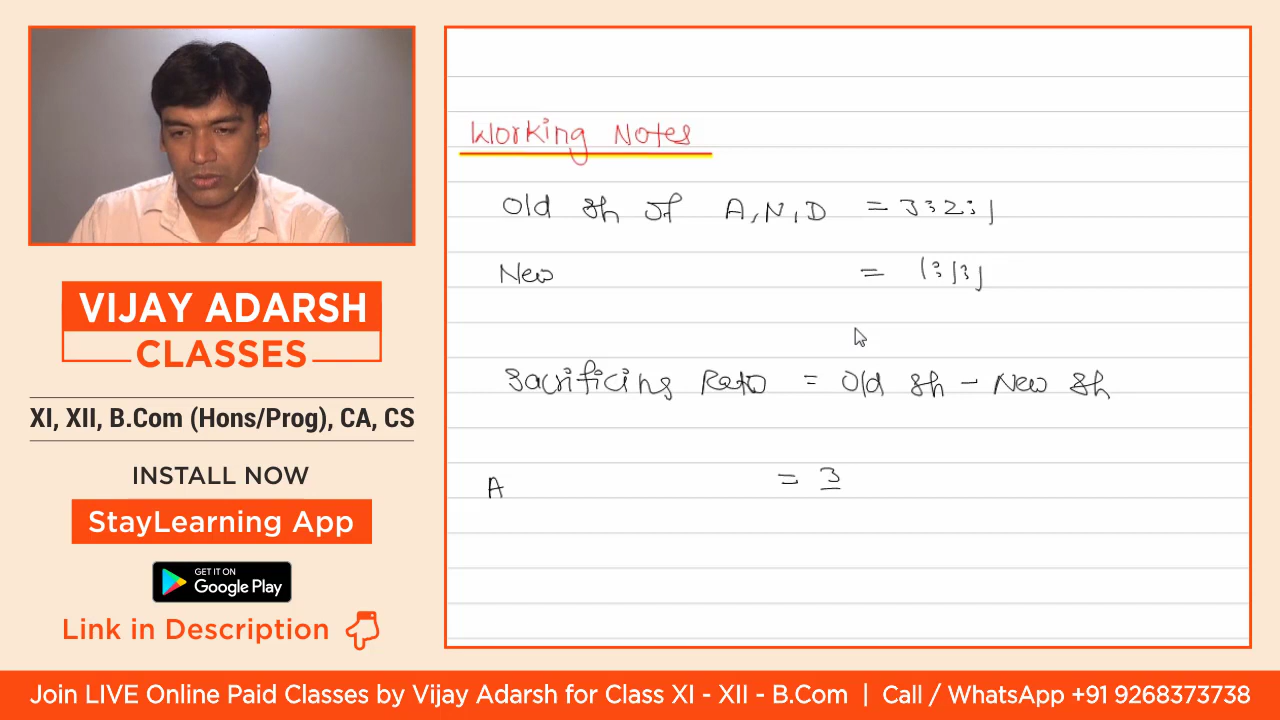 VIJAY ADARSH
CLASSES
XI, XII, B.Com (Hons/Prog), CA, CS
INSTALL NOW
StayLearning App
GET IT ON
Google Play
Link in Description
Working Notes
Old sh of A, N, D = 3:2:1
New = 1:1:1
Sacrificing Ratio = Old sh - New sh
A = 3
Join LIVE Online Paid Classes by Vijay Adarsh for Class XI - XII - B.Com | Call / WhatsApp +91 9268373738